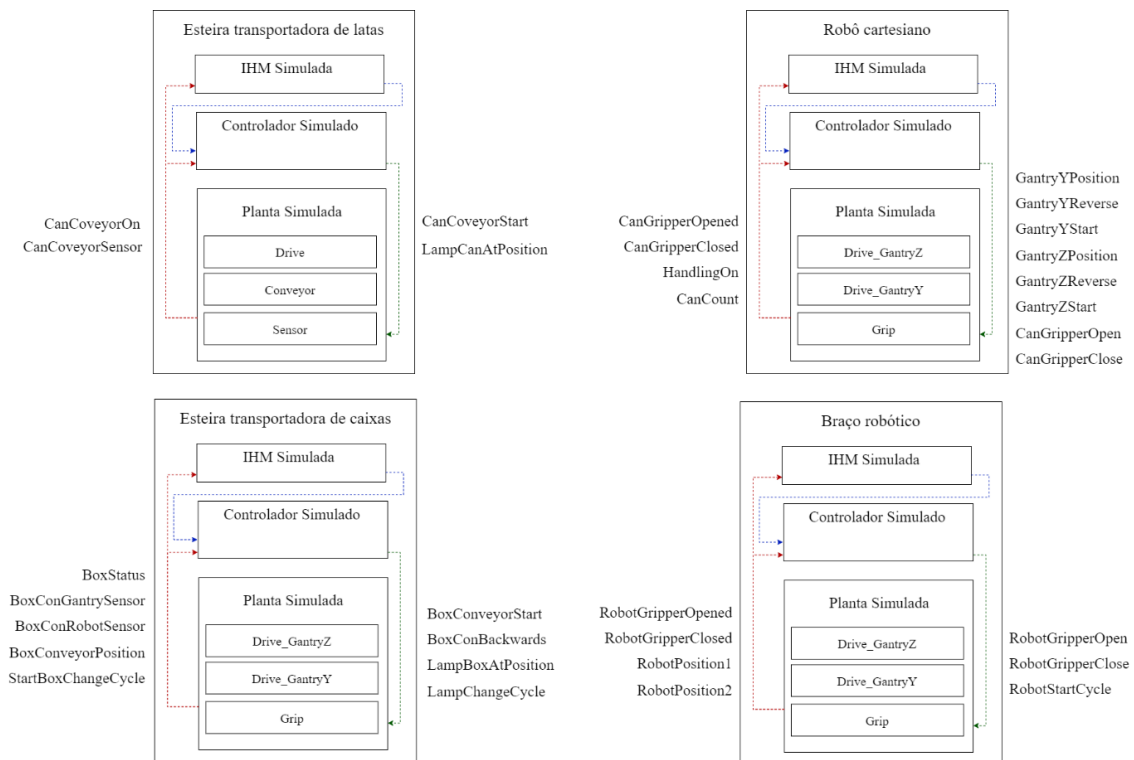 Esteira transportadora de latas
IHM Simulada
Controlador Simulado
Planta Simulada
Drive
Conveyor
Sensor
CanCoveyorOn
CanCoveyorSensor
CanCoveyorStart
LampCanAtPosition
Robô cartesiano
IHM Simulada
Controlador Simulado
Planta Simulada
Drive_GantryZ
Drive_GantryY
Grip
CanGripperOpened
CanGripperClosed
HandlingOn
CanCount
GantryYPosition
GantryYReverse
GantryYStart
GantryZPosition
GantryZReverse
GantryZStart
CanGripperOpen
CanGripperClose
Esteira transportadora de caixas
IHM Simulada
Controlador Simulado
Planta Simulada
Drive_GantryZ
Drive_GantryY
Grip
BoxStatus
BoxConGantrySensor
BoxConRobotSensor
BoxConveyorPosition
StartBoxChangeCycle
BoxConveyorStart
BoxConBackwards
LampBoxAtPosition
LampChangeCycle
Braço robótico
IHM Simulada
Controlador Simulado
Planta Simulada
Drive_GantryZ
Drive_GantryY
Grip
RobotGripperOpened
RobotGripperClosed
RobotPosition1
RobotPosition2
RobotGripperOpen
RobotGripperClose
RobotStartCycle